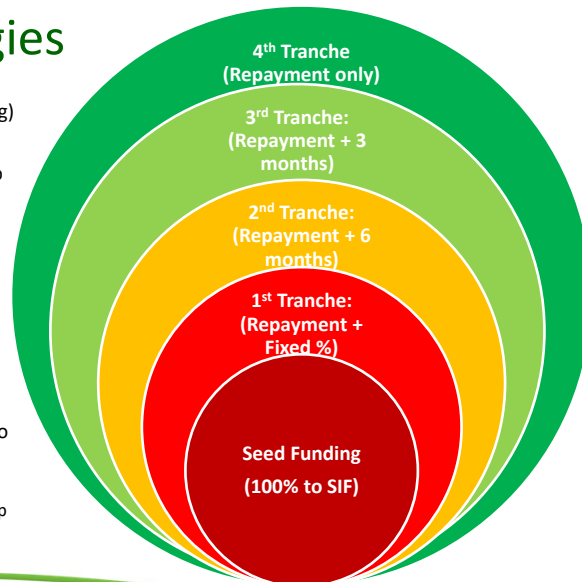 gies
g)
o
o
p
4th Tranche
(Repayment only)
3rd Tranche:
(Repayment + 3
months)
2nd Tranche:
(Repayment + 6
months)
1st Tranche:
(Repayment +
Fixed %)
Seed Funding
(100% to SIF)